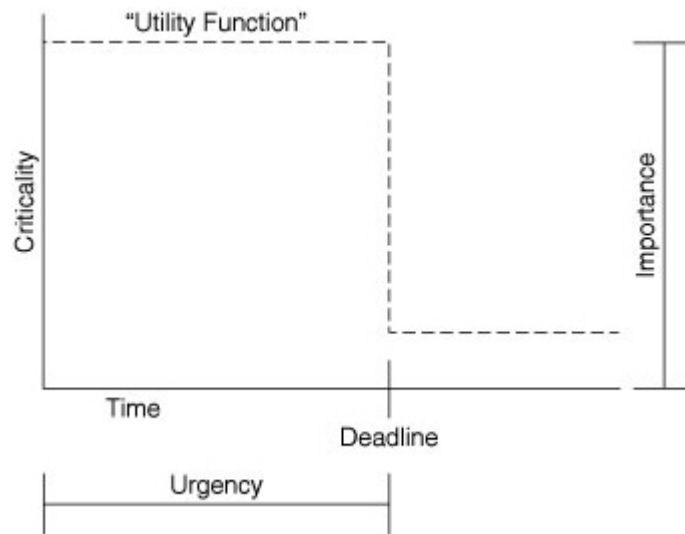 “Utility Function”
Criticality
Importance
Time
Deadline
Urgency